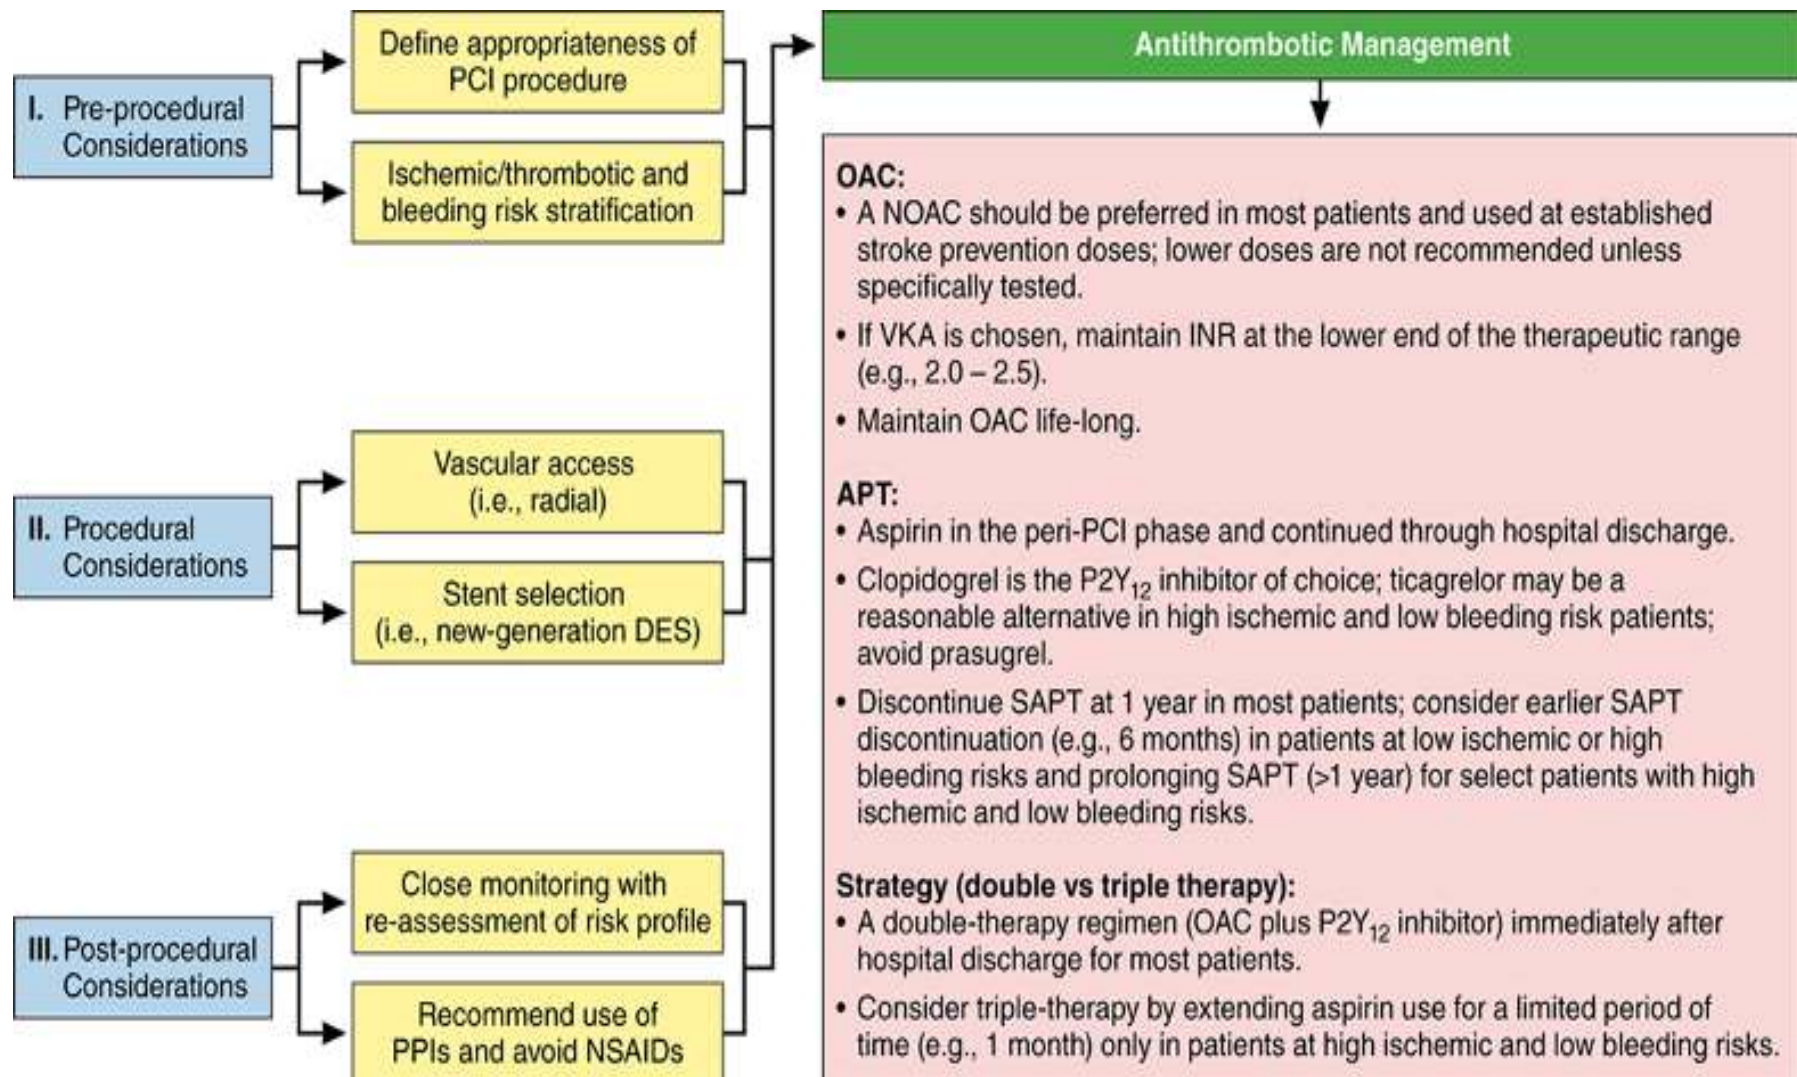 I. Pre-procedural
Considerations
Define appropriateness of
PCI procedure
Ischemic/thrombotic and
bleeding risk stratification
II. Procedural
Considerations
Vascular access
(i.e., radial)
Stent selection
(i.e., new-generation DES)
III. Post-procedural
Considerations
Close monitoring with
re-assessment of risk profile
Recommend use of
PPIs and avoid NSAIDs
Antithrombotic Management
OAC:
• A NOAC should be preferred in most patients and used at established
stroke prevention doses; lower doses are not recommended unless
specifically tested.
• If VKA is chosen, maintain INR at the lower end of the therapeutic range
(e.g., 2.0 – 2.5).
• Maintain OAC life-long.
APT:
• Aspirin in the peri-PCI phase and continued through hospital discharge.
• Clopidogrel is the P2Y₁₂ inhibitor of choice; ticagrelor may be a
reasonable alternative in high ischemic and low bleeding risk patients;
avoid prasugrel.
• Discontinue SAPT at 1 year in most patients; consider earlier SAPT
discontinuation (e.g., 6 months) in patients at low ischemic or high
bleeding risks and prolonging SAPT (>1 year) for select patients with high
ischemic and low bleeding risks.
Strategy (double vs triple therapy):
• A double-therapy regimen (OAC plus P2Y₁₂ inhibitor) immediately after
hospital discharge for most patients.
• Consider triple-therapy by extending aspirin use for a limited period of
time (e.g., 1 month) only in patients at high ischemic and low bleeding risks.